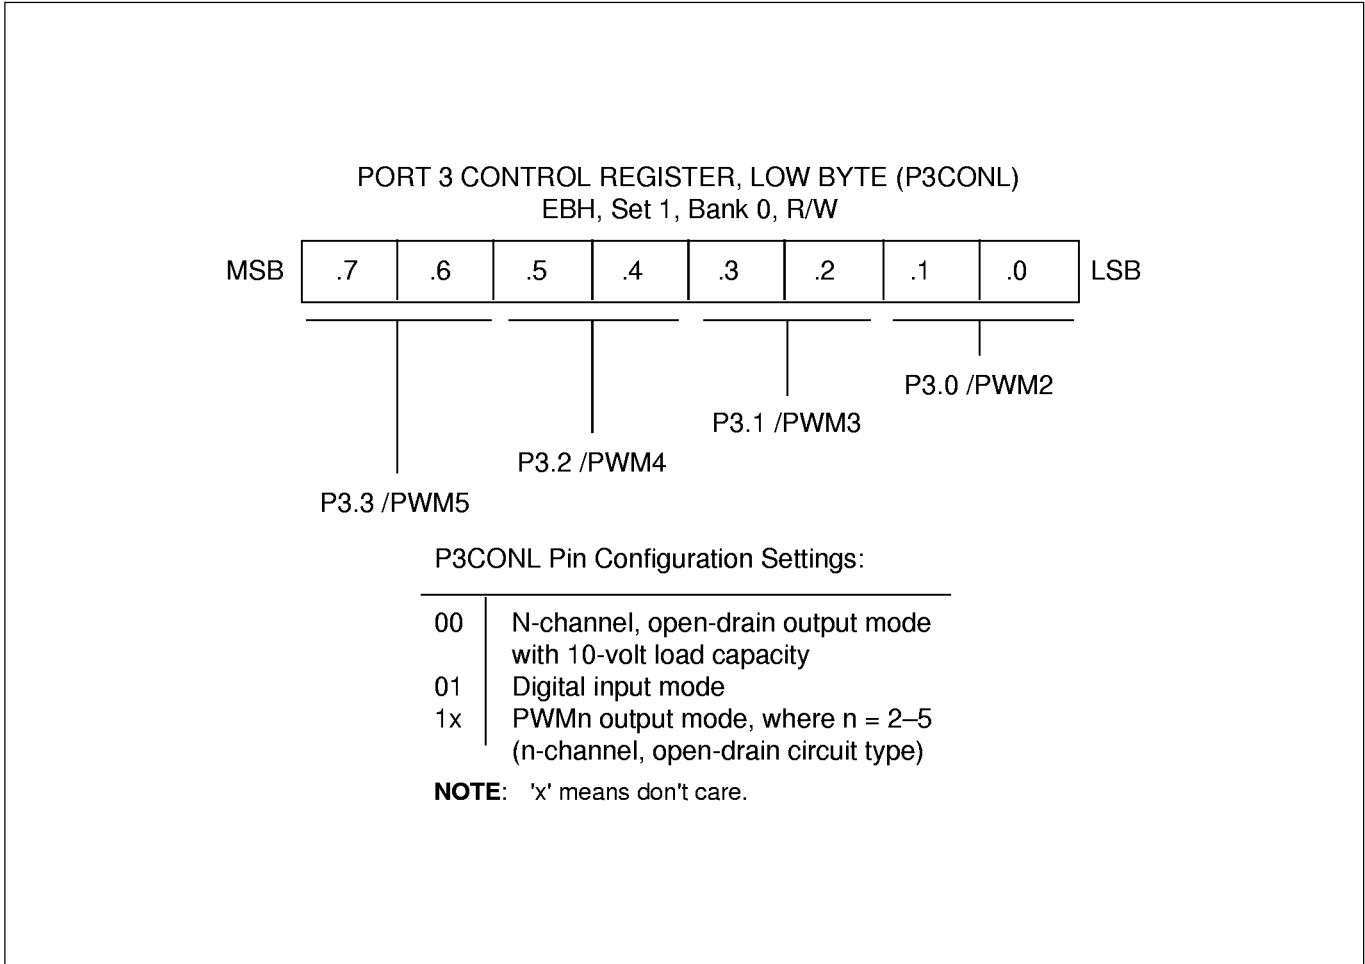 PORT 3 CONTROL REGISTER, LOW BYTE (P3CONL)
EBH, Set 1, Bank 0, R/W
MSB .7 .6 .5 .4 .3 .2 .1 .0 LSB
P3.0 /PWM2
P3.1 /PWM3
P3.2 /PWM4
P3.3 /PWM5
P3CONL Pin Configuration Settings:
00 N-channel, open-drain output mode
with 10-volt load capacity
01 Digital input mode
1x PWMn output mode, where n = 2–5
(n-channel, open-drain circuit type)
NOTE: 'x' means don't care.